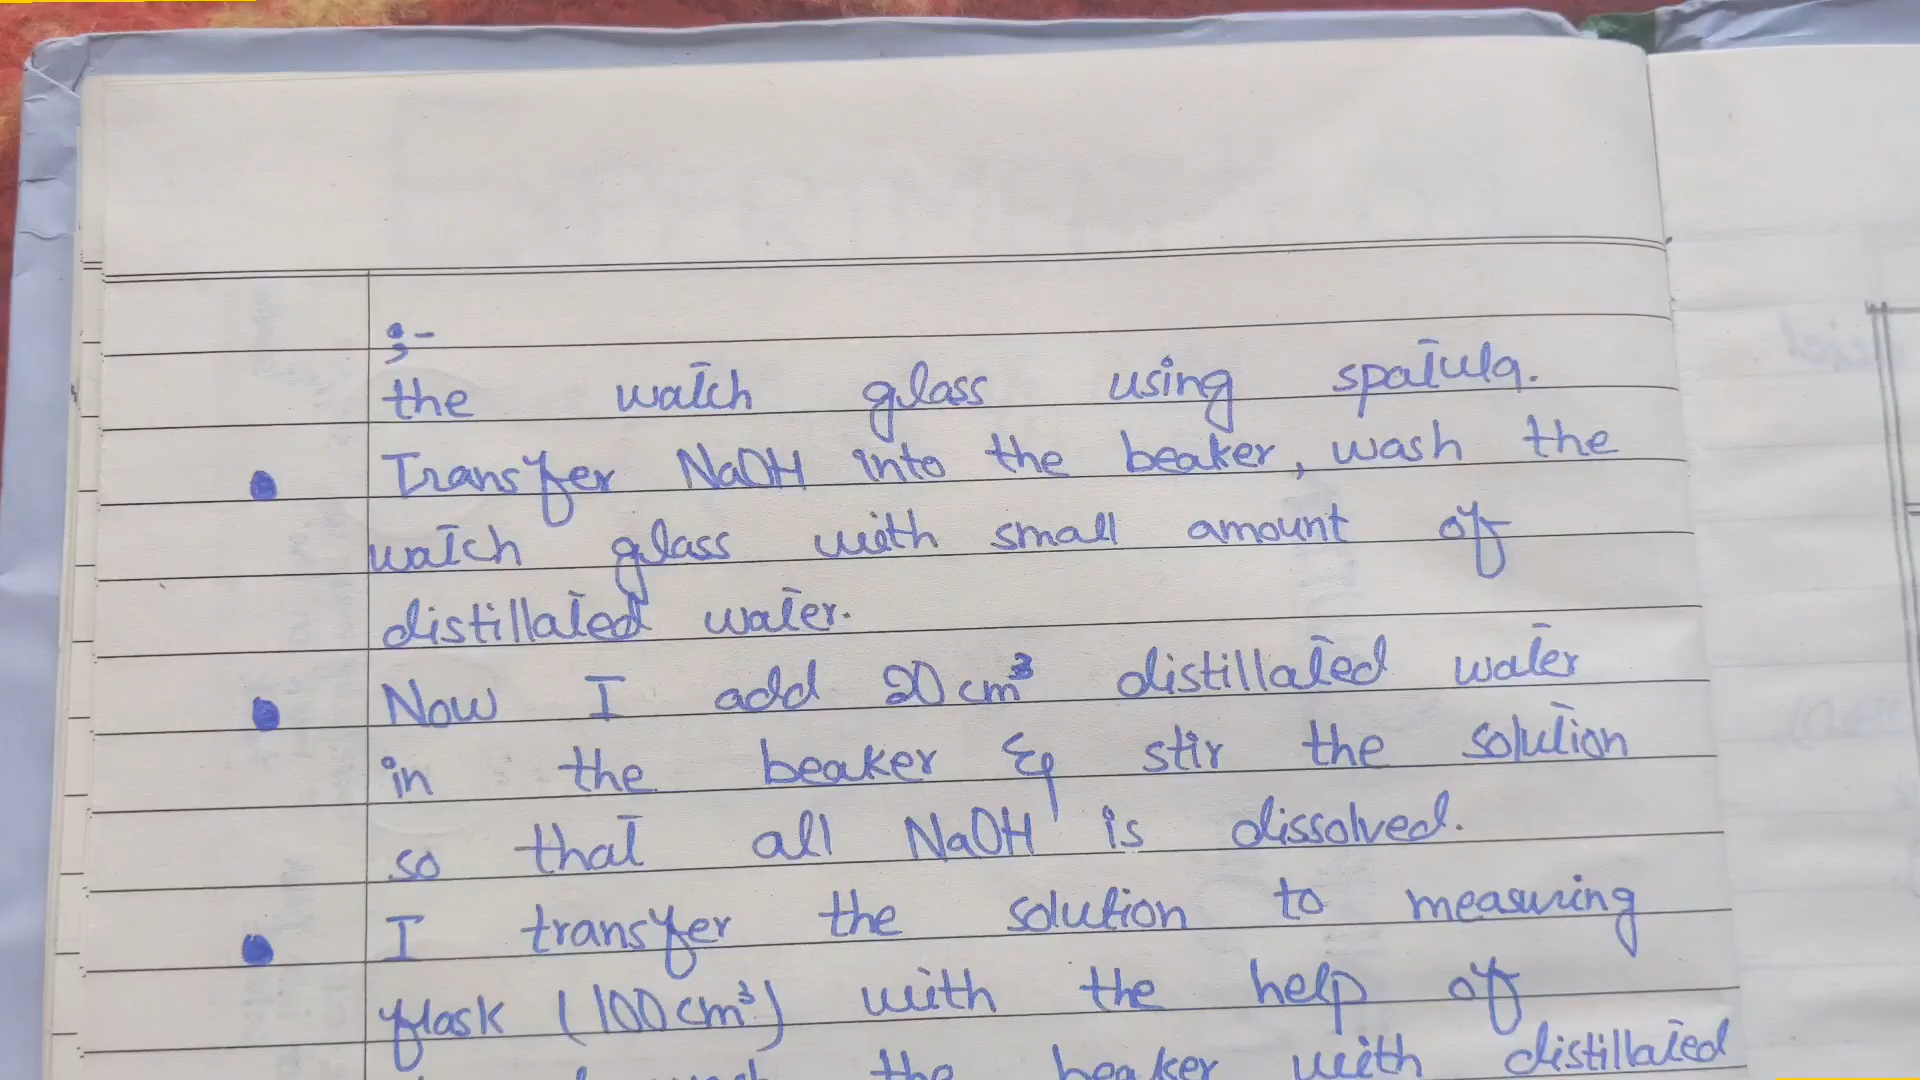 ;-
the watch glass using spatula.
Transfer NaOH into the beaker, wash the
watch glass with small amount of
distillated water.
Now I add 20 cm³ distillated water
in the beaker & stir the solution
so that all NaOH is dissolved.
I transfer the solution to measuring
flask (100 cm³) with the help of
the beaker with distillated